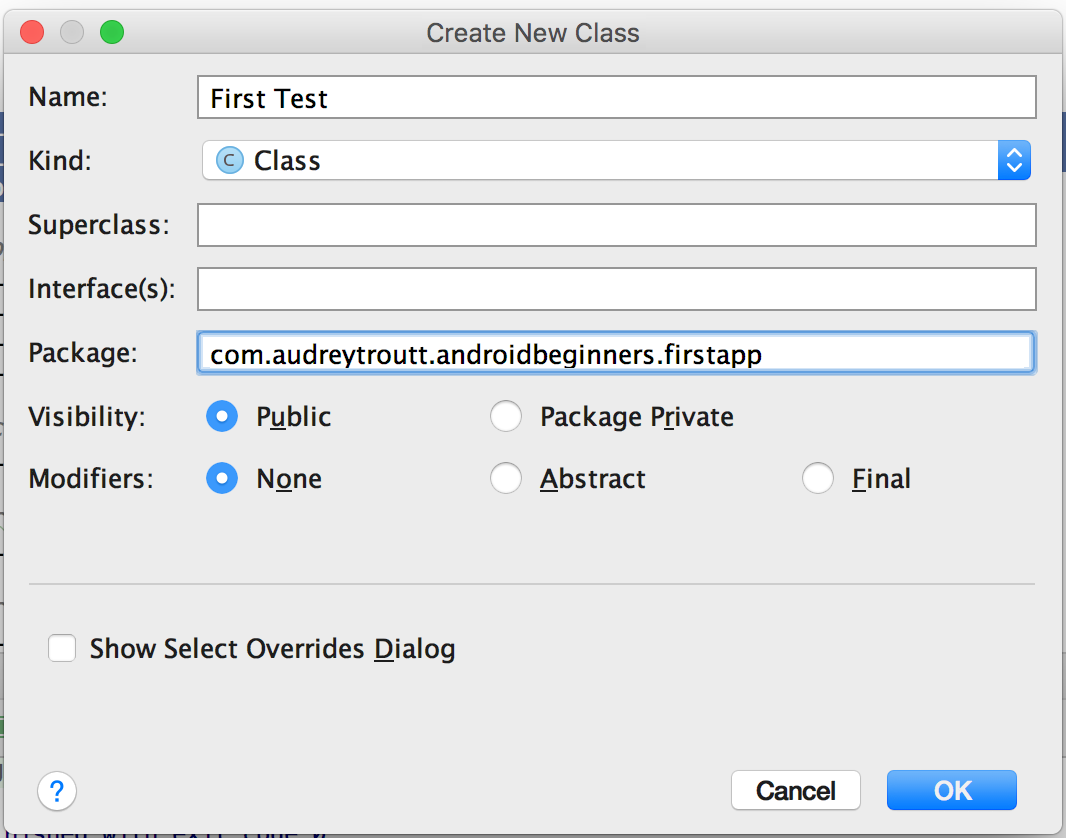 Create New Class
Name: First Test
Kind: C Class
Superclass:
Interface(s):
Package: com.audreytroutt.androidbeginners.firstapp
Visibility: Public Package Private
Modifiers: None Abstract Final
Show Select Overrides Dialog
? Cancel OK